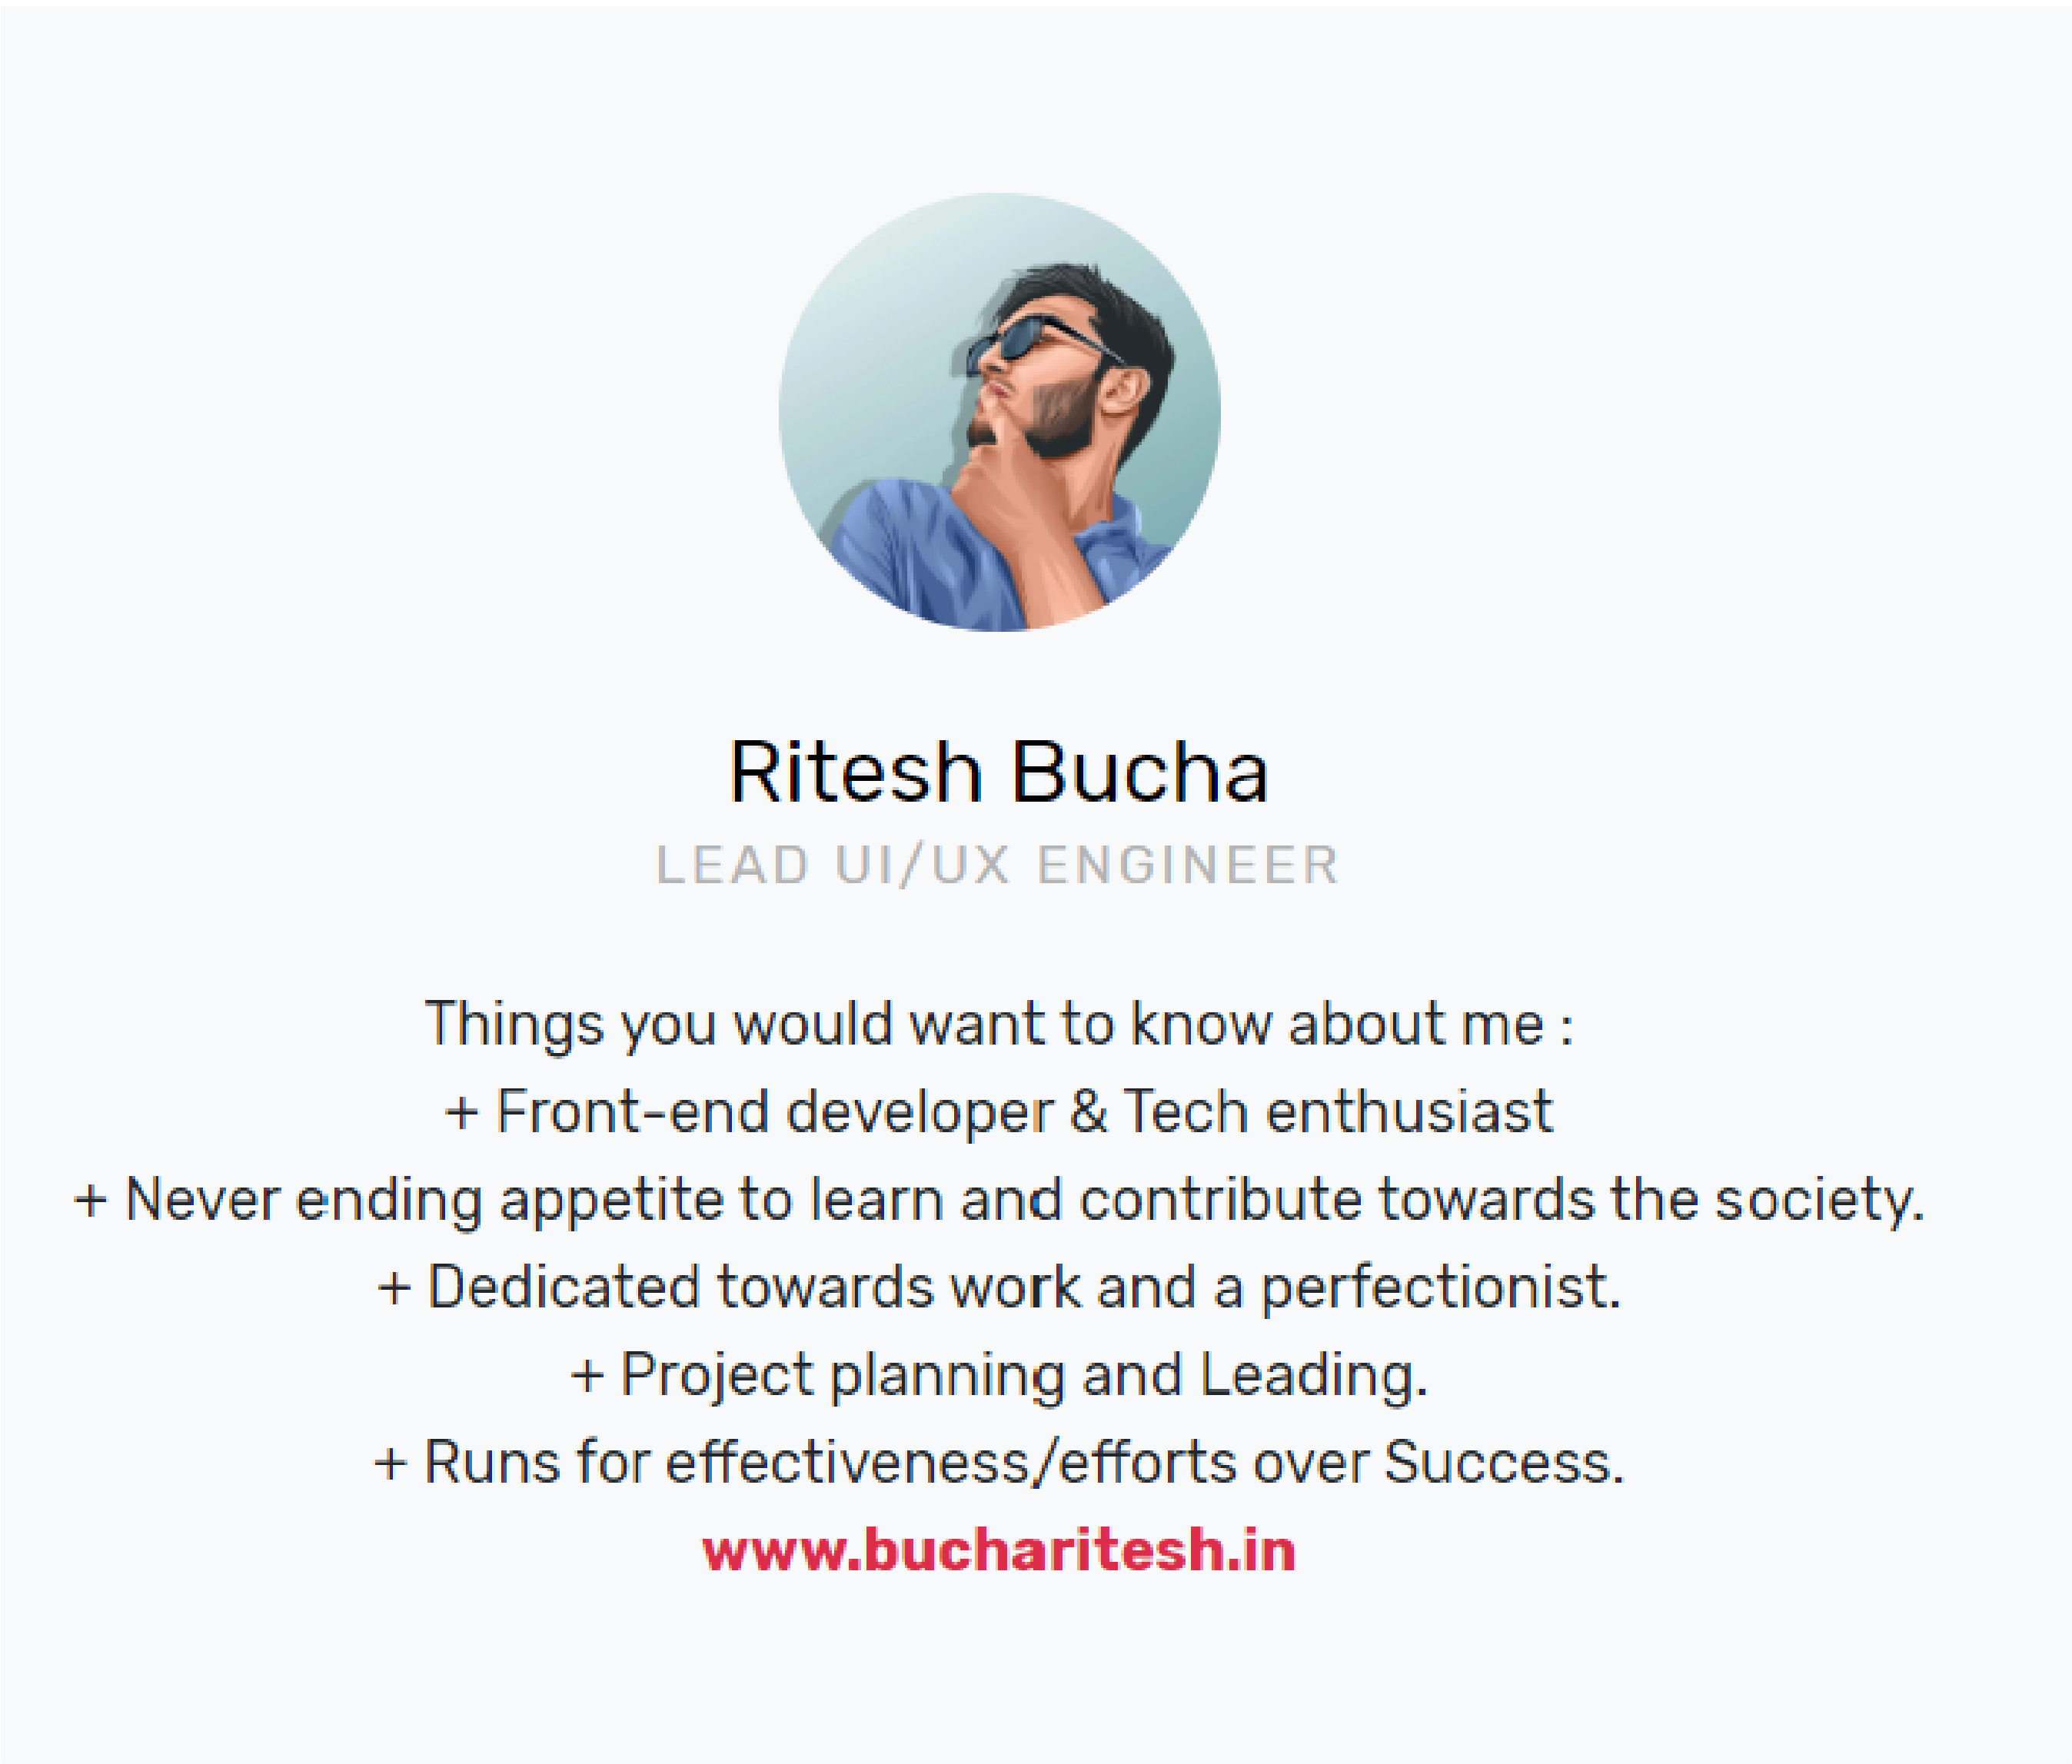 Ritesh Bucha
LEAD UI/UX ENGINEER
Things you would want to know about me :
+ Front-end developer & Tech enthusiast
+ Never ending appetite to learn and contribute towards the society.
+ Dedicated towards work and a perfectionist.
+ Project planning and Leading.
+ Runs for effectiveness/efforts over Success.
www.bucharitesh.in